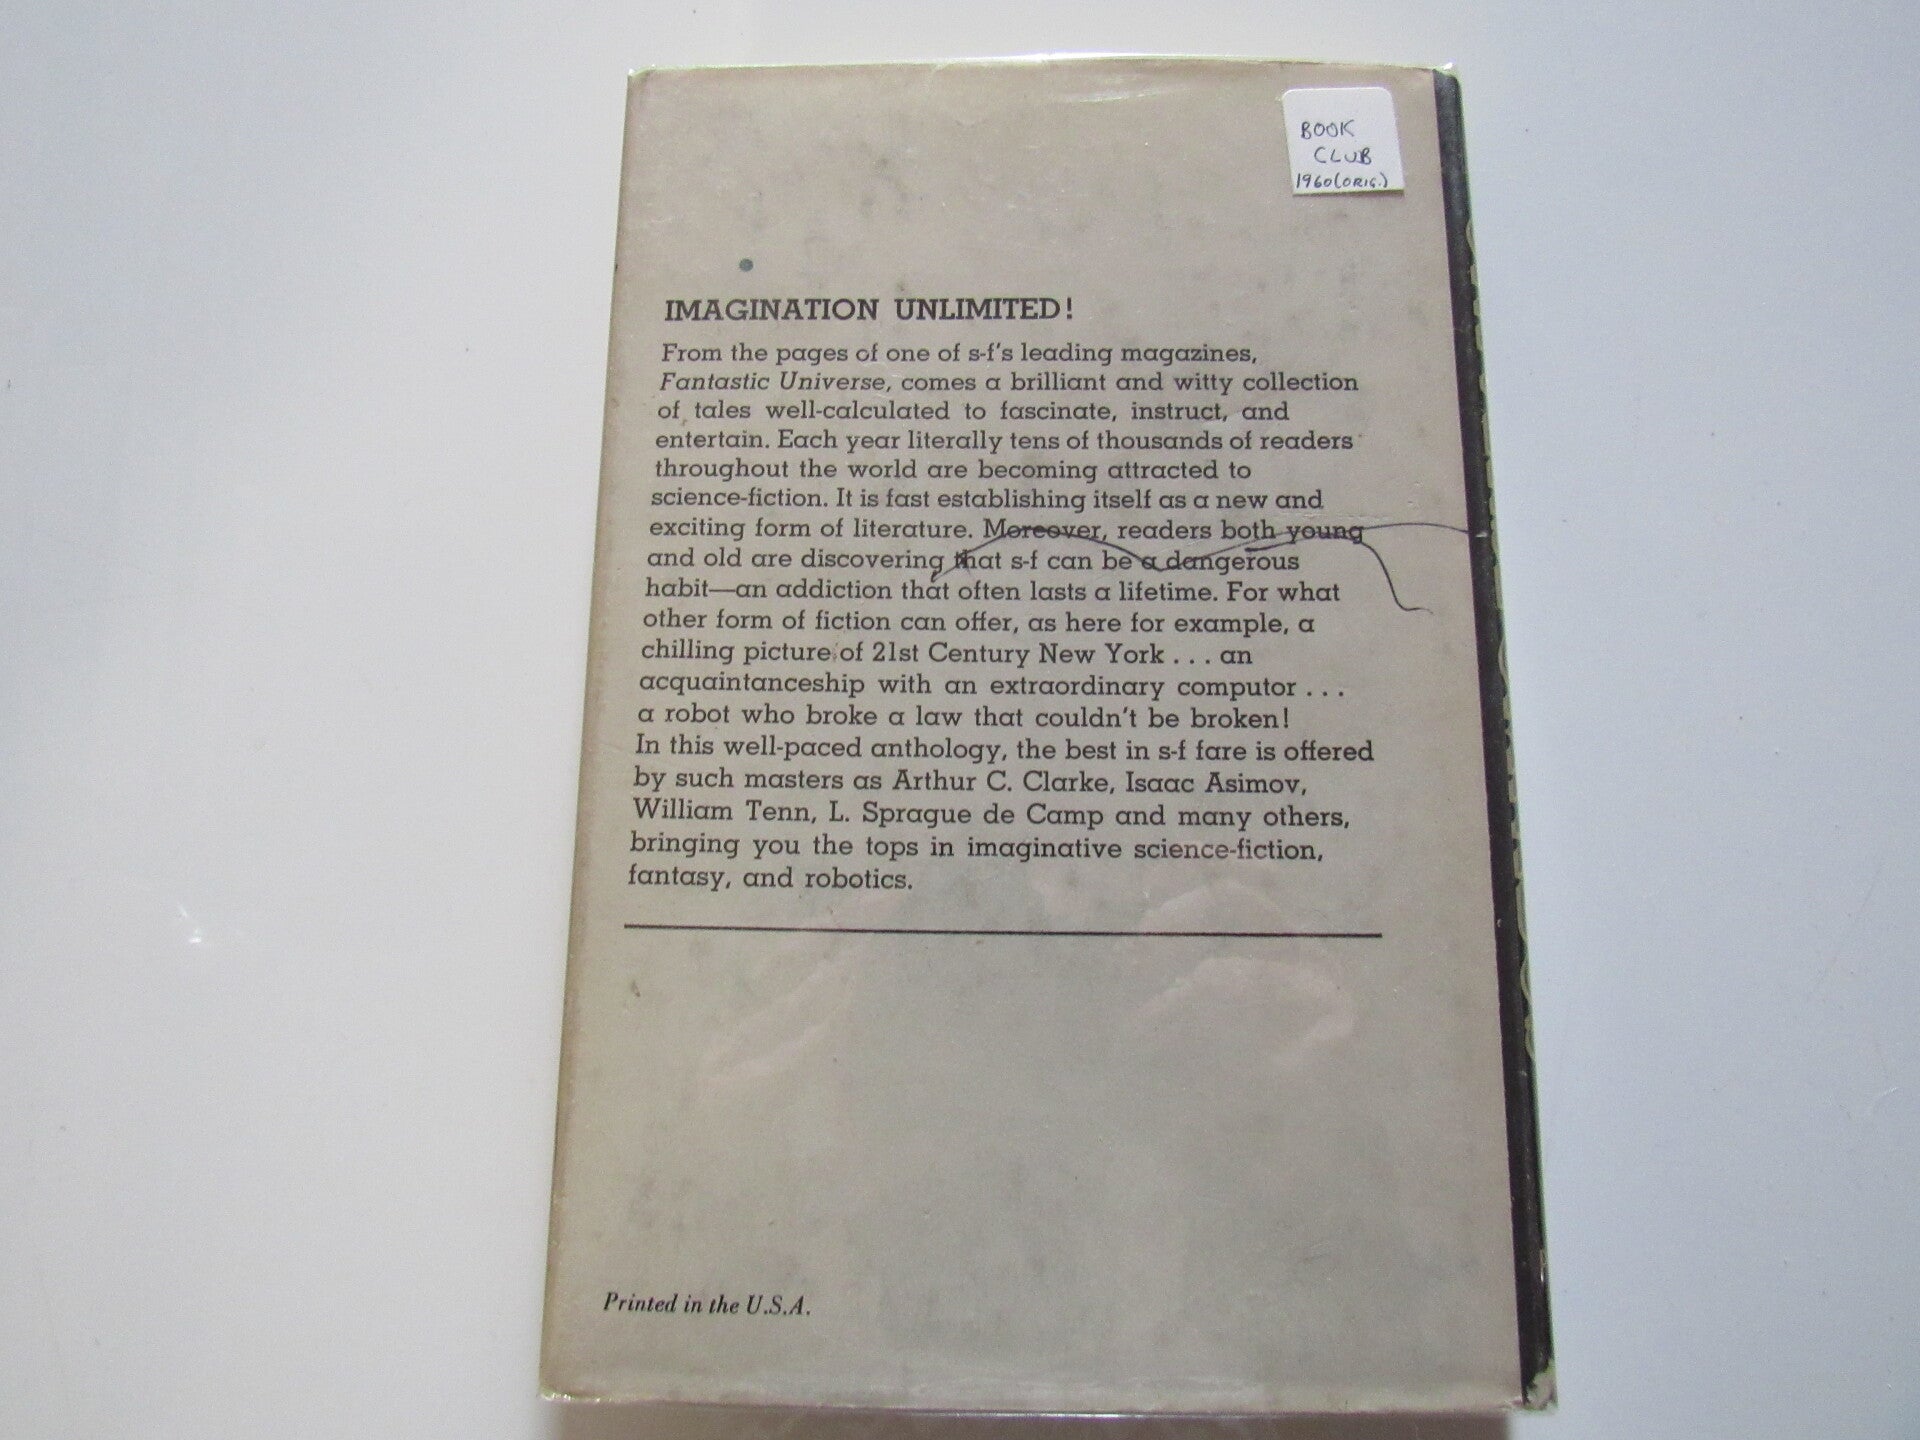 BOOK
CLUB
1960(ORIG.)
IMAGINATION UNLIMITED!
From the pages of one of s-f's leading magazines,
Fantastic Universe, comes a brilliant and witty collection
of tales well-calculated to fascinate, instruct, and
entertain. Each year literally tens of thousands of readers
throughout the world are becoming attracted to
science-fiction. It is fast establishing itself as a new and
exciting form of literature. Moreover, readers both young
and old are discovering that s-f can be a dangerous
habit—an addiction that often lasts a lifetime. For what
other form of fiction can offer, as here for example, a
chilling picture of 21st Century New York . . . an
acquaintanceship with an extraordinary computor . . .
a robot who broke a law that couldn't be broken!
In this well-paced anthology, the best in s-f fare is offered
by such masters as Arthur C. Clarke, Isaac Asimov,
William Tenn, L. Sprague de Camp and many others,
bringing you the tops in imaginative science-fiction,
fantasy, and robotics.
Printed in the U.S.A.